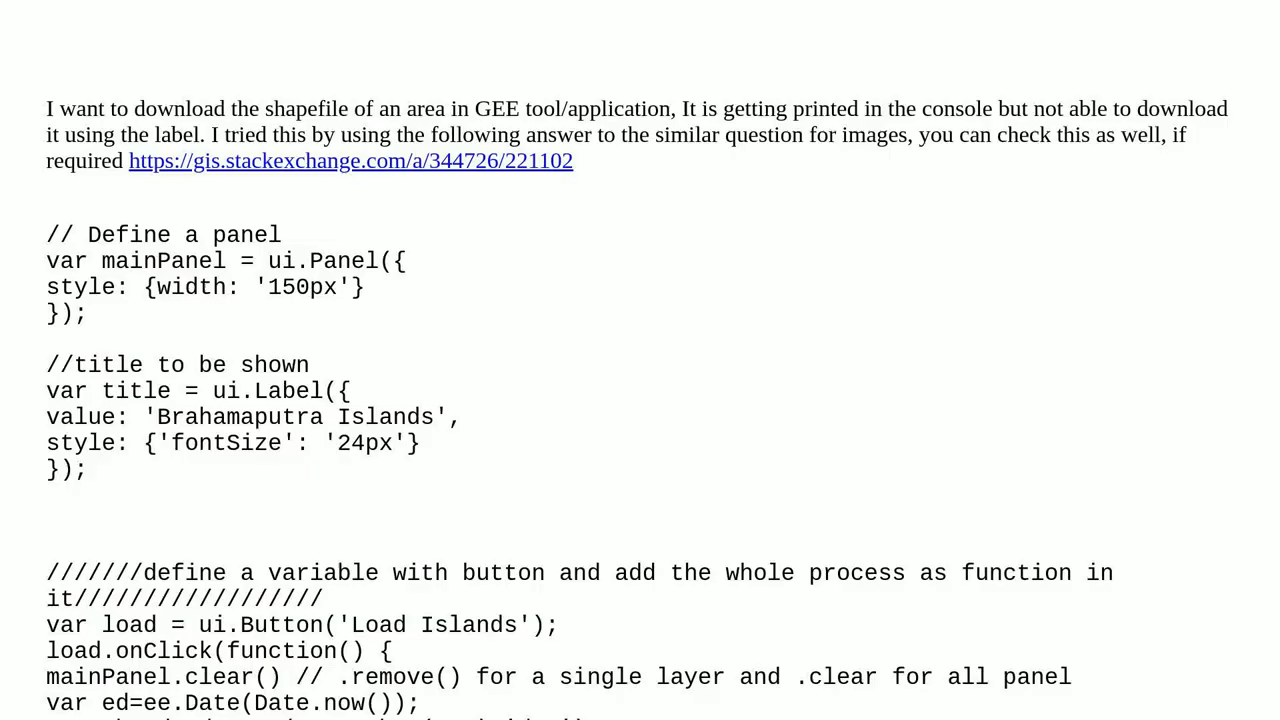 I want to download the shapefile of an area in GEE tool/application, It is getting printed in the console but not able to download
it using the label. I tried this by using the following answer to the similar question for images, you can check this as well, if
required https://gis.stackexchange.com/a/344726/221102
// Define a panel
var mainPanel = ui.Panel({
style: {width: '150px'}
});
//title to be shown
var title = ui.Label({
value: 'Brahamaputra Islands',
style: {'fontSize': '24px'}
});
///////define a variable with button and add the whole process as function in
it//////////////////
var load = ui.Button('Load Islands');
load.onClick(function() {
mainPanel.clear() // .remove() for a single layer and .clear for all panel
var ed=ee.Date(Date.now());